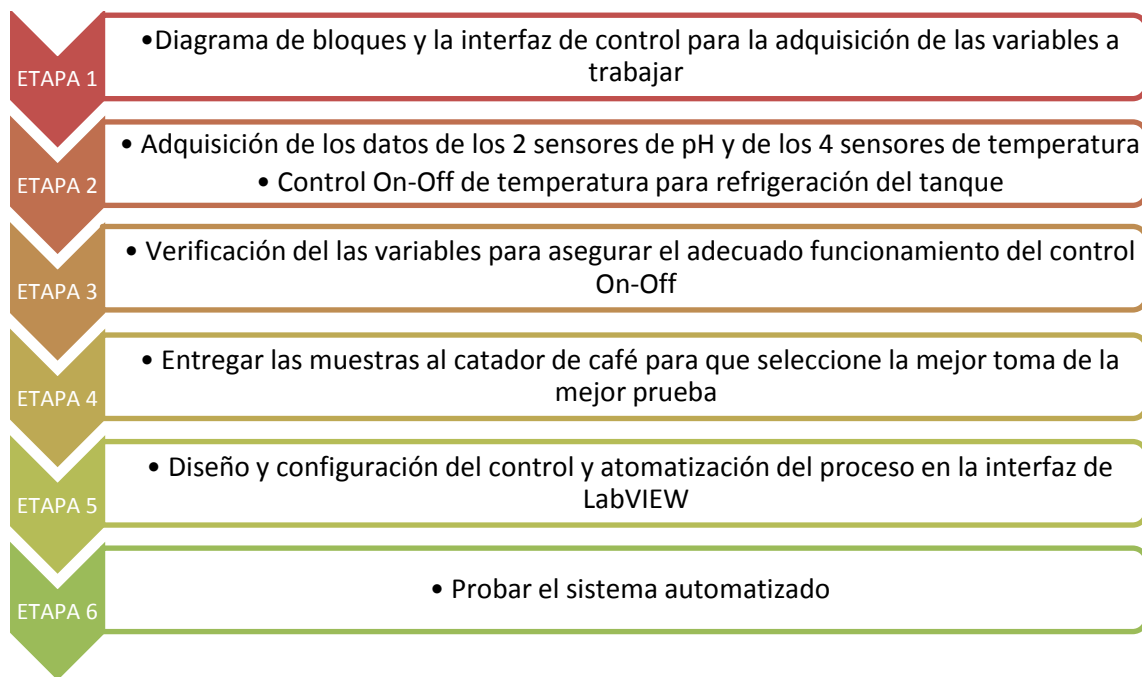 ETAPA 1
•Diagrama de bloques y la interfaz de control para la adquisición de las variables a
trabajar
ETAPA 2
• Adquisición de los datos de los 2 sensores de pH y de los 4 sensores de temperatura
• Control On-Off de temperatura para refrigeración del tanque
ETAPA 3
• Verificación del las variables para asegurar el adecuado funcionamiento del control
On-Off
ETAPA 4
• Entregar las muestras al catador de café para que seleccione la mejor toma de la
mejor prueba
ETAPA 5
• Diseño y configuración del control y atomatización del proceso en la interfaz de
LabVIEW
ETAPA 6
• Probar el sistema automatizado